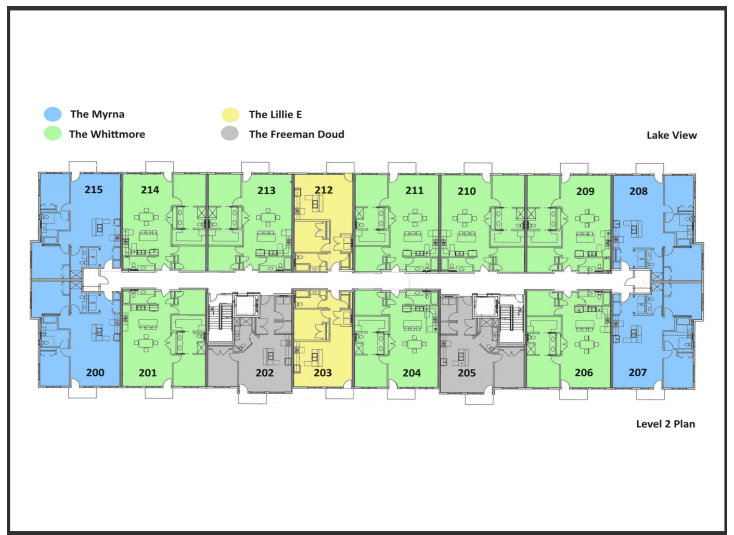 The Myrna
The Lillie E
The Whittmore
The Freeman Doud
Lake View
215
214
213
212
211
210
209
208
200
201
202
203
204
205
206
207
Level 2 Plan